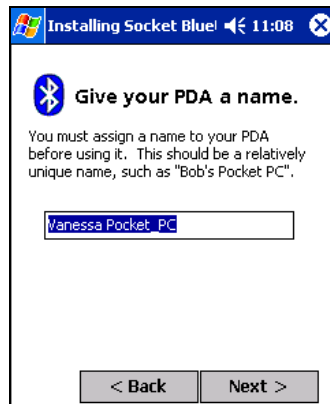 Installing Socket Bluet 11:08
Give your PDA a name.
You must assign a name to your PDA
before using it. This should be a relatively
unique name, such as "Bob's Pocket PC".
Vanessa Pocket_PC
< Back Next >